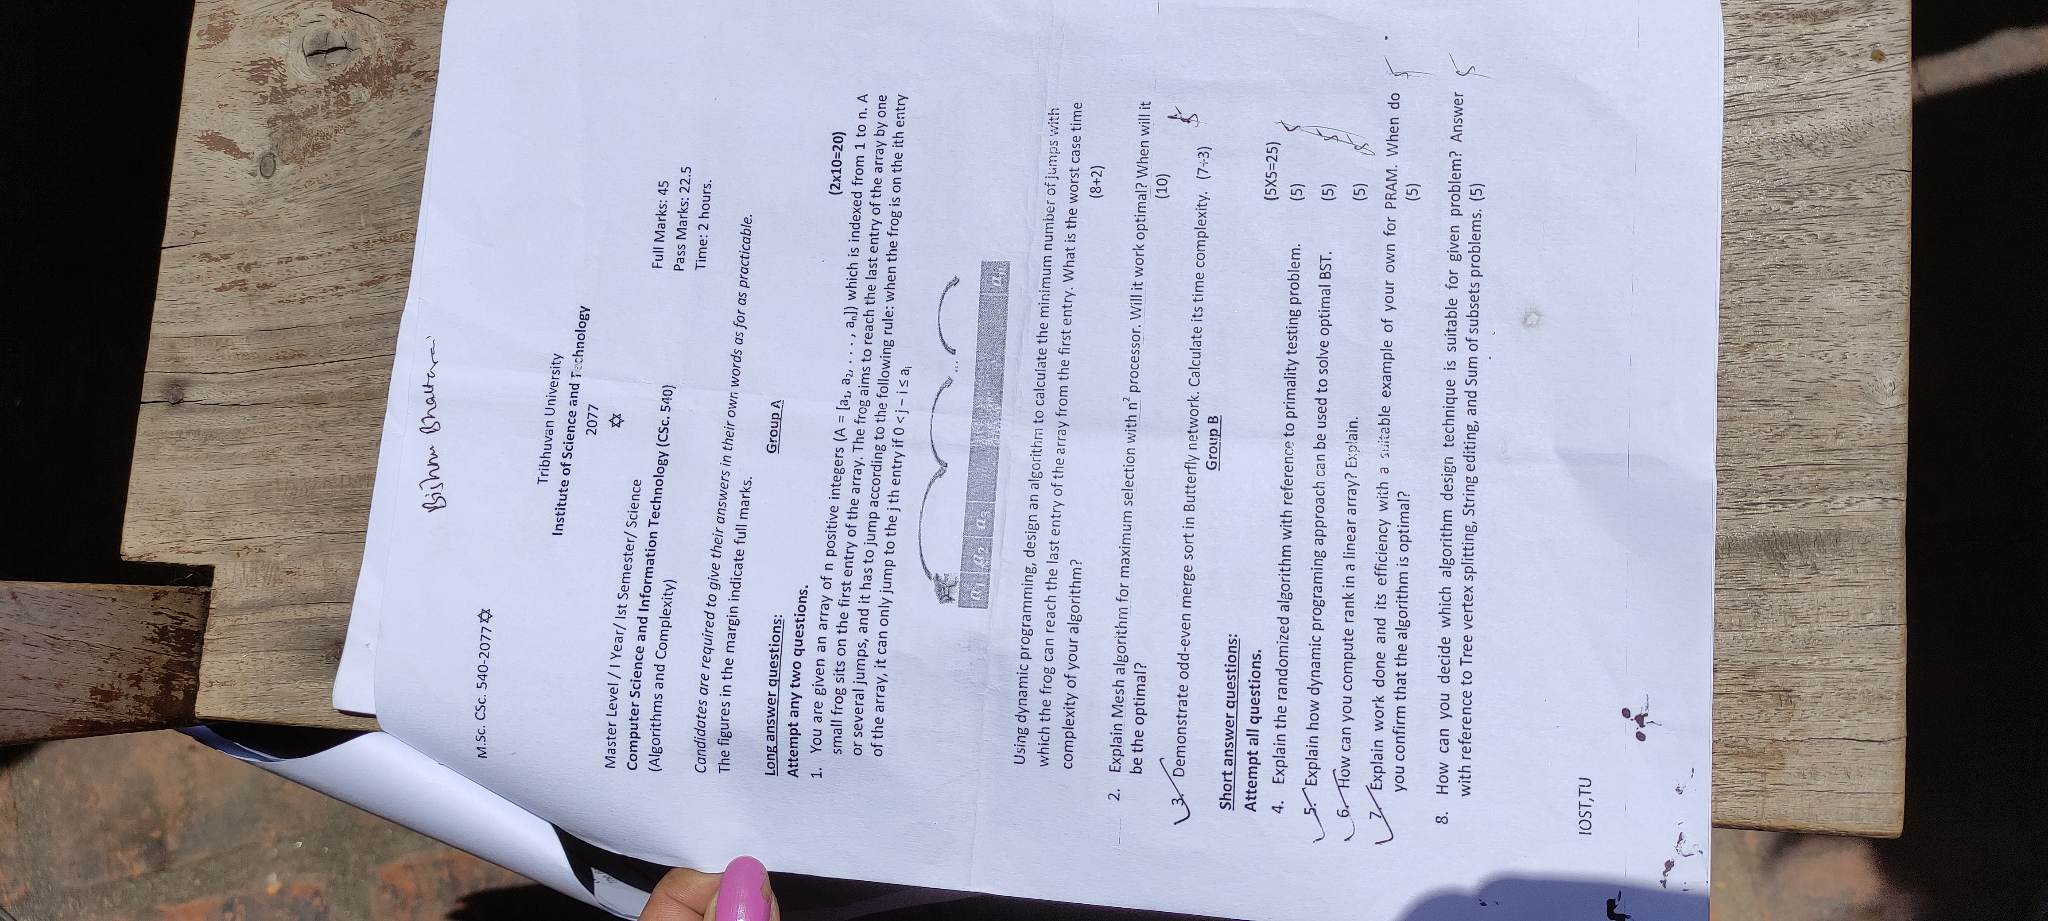 Bishnu Bhattarai
M.Sc. CSc. 540-2077✡
Tribhuvan University
Institute of Science and Technology
2077
✡
Master Level / I Year/ Ist Semester/ Science
Computer Science and Information Technology (CSc. 540)
(Algorithms and Complexity)
Full Marks: 45
Pass Marks: 22.5
Time: 2 hours.
Candidates are required to give their answers in their own words as for as practicable.
The figures in the margin indicate full marks.
Group A
Long answer questions:
Attempt any two questions. (2x10=20)
1. You are given an array of n positive integers (A = [a1, a2, . . . , an]) which is indexed from 1 to n. A
small frog sits on the first entry of the array. The frog aims to reach the last entry of the array by one
or several jumps, and it has to jump according to the following rule: when the frog is on the ith entry
of the array, it can only jump to the j th entry if 0 < j – i ≤ ai
a1 a2 a3 ... an
Using dynamic programming, design an algorithm to calculate the minimum number of jumps with
which the frog can reach the last entry of the array from the first entry. What is the worst case time
complexity of your algorithm? (8+2)
2. Explain Mesh algorithm for maximum selection with n² processor. Will it work optimal? When will it
be the optimal? (10)
3. Demonstrate odd-even merge sort in Butterfly network. Calculate its time complexity. (7+3)
Group B
Short answer questions:
Attempt all questions. (5X5=25)
4. Explain the randomized algorithm with reference to primality testing problem. (5)
5. Explain how dynamic programing approach can be used to solve optimal BST. (5)
6. How can you compute rank in a linear array? Explain. (5)
7. Explain work done and its efficiency with a suitable example of your own for PRAM. When do
you confirm that the algorithm is optimal? (5)
8. How can you decide which algorithm design technique is suitable for given problem? Answer
with reference to Tree vertex splitting, String editing, and Sum of subsets problems. (5)
IOST,TU